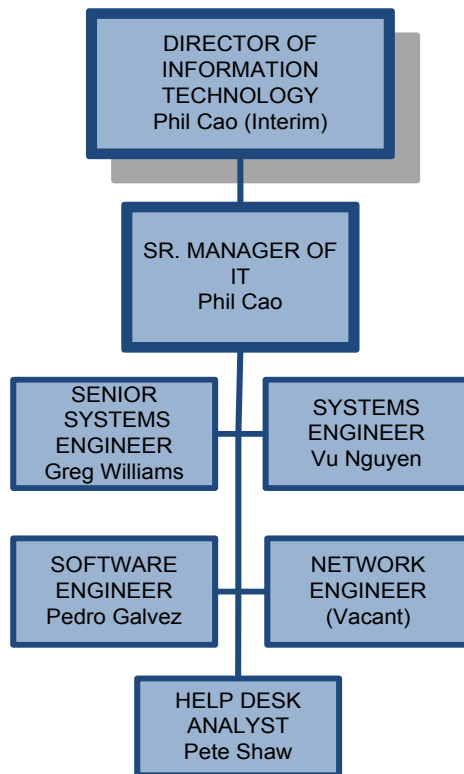 DIRECTOR OF
INFORMATION
TECHNOLOGY
Phil Cao (Interim)
SR. MANAGER OF
IT
Phil Cao
SENIOR
SYSTEMS
ENGINEER
Greg Williams
SYSTEMS
ENGINEER
Vu Nguyen
SOFTWARE
ENGINEER
Pedro Galvez
NETWORK
ENGINEER
(Vacant)
HELP DESK
ANALYST
Pete Shaw